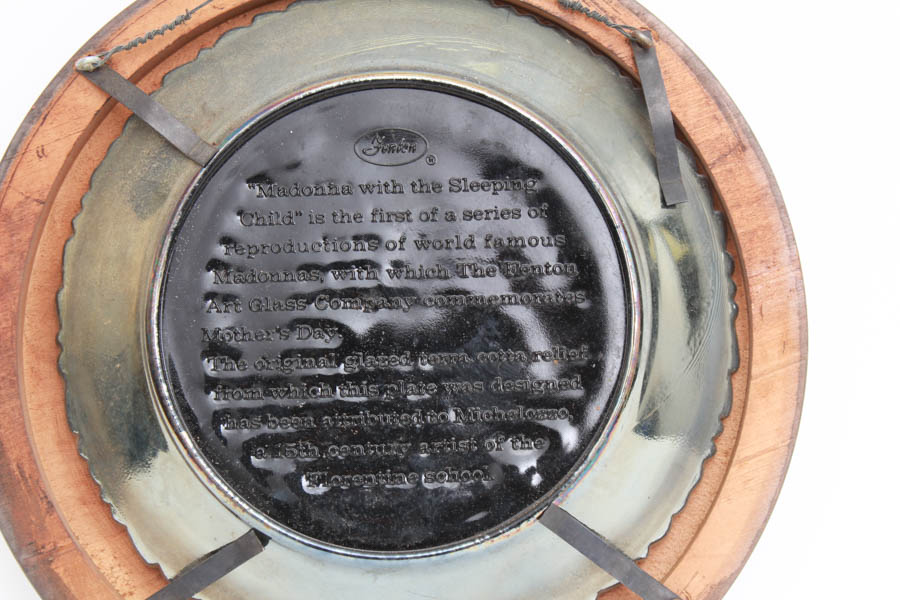 Fenton ®
"Madonna with the Sleeping
Child" is the first of a series of
reproductions of world famous
Madonnas, with which The Fenton
Art Glass Company commemorates
Mother's Day.
The original glazed terra cotta relief
from which this plate was designed
has been attributed to Michelozzo,
a 15th century artist of the
Florentine school.